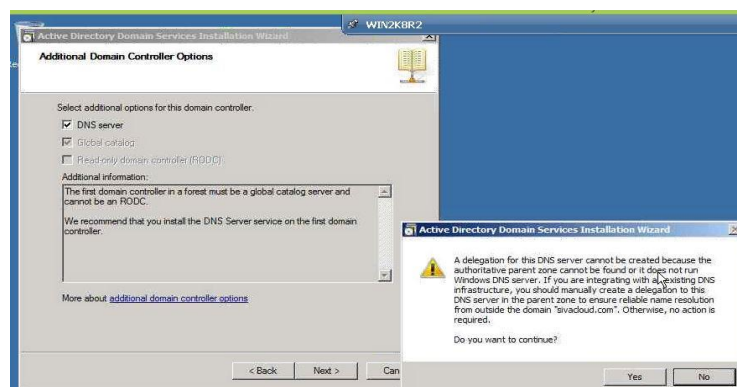 WIN2K8R2
Active Directory Domain Services Installation Wizard
Additional Domain Controller Options
Select additional options for this domain controller.
DNS server
Global catalog
Read-only domain controller (RODC)
Additional information:
The first domain controller in a forest must be a global catalog server and
cannot be an RODC.
We recommend that you install the DNS Server service on the first domain
controller.
More about additional domain controller options
< Back
Next >
Can
Active Directory Domain Services Installation Wizard
A delegation for this DNS server cannot be created because the
authoritative parent zone cannot be found or it does not run
Windows DNS server. If you are integrating with an existing DNS
infrastructure, you should manually create a delegation to this
DNS server in the parent zone to ensure reliable name resolution
from outside the domain "sivacloud.com". Otherwise, no action is
required.
Do you want to continue?
Yes
No